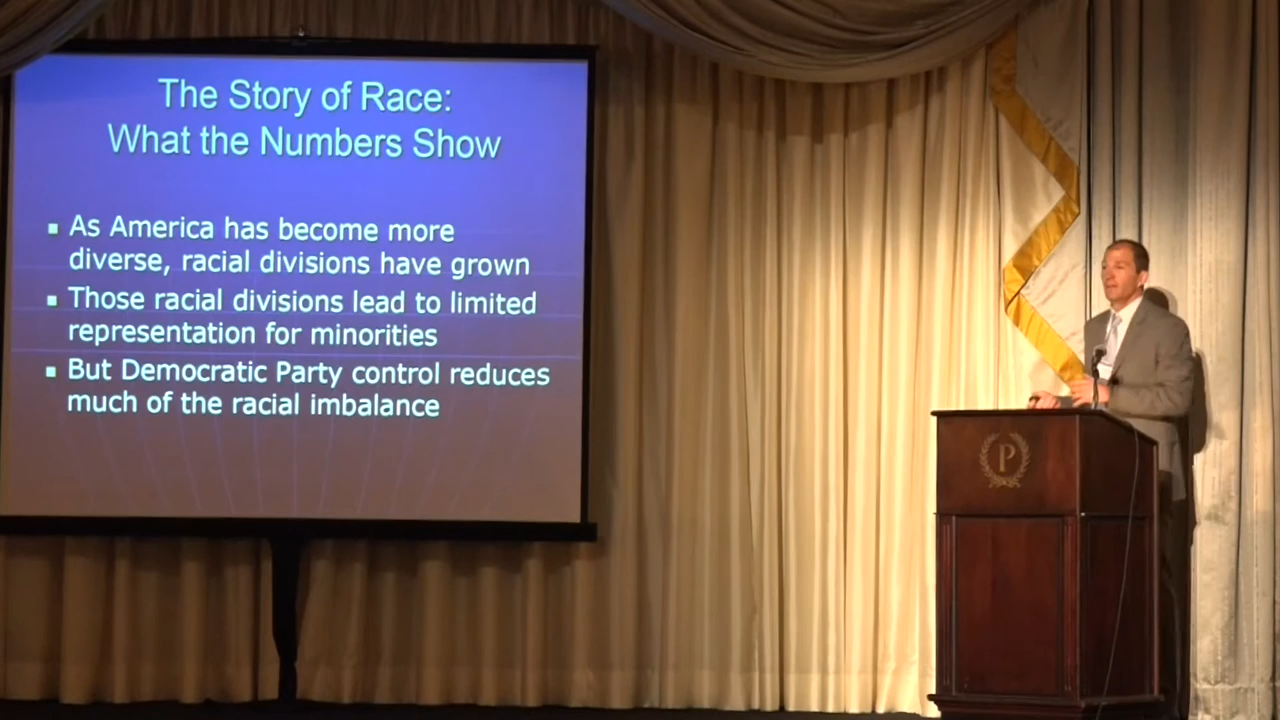 The Story of Race:
What the Numbers Show
▪ As America has become more
diverse, racial divisions have grown
▪ Those racial divisions lead to limited
representation for minorities
▪ But Democratic Party control reduces
much of the racial imbalance
P